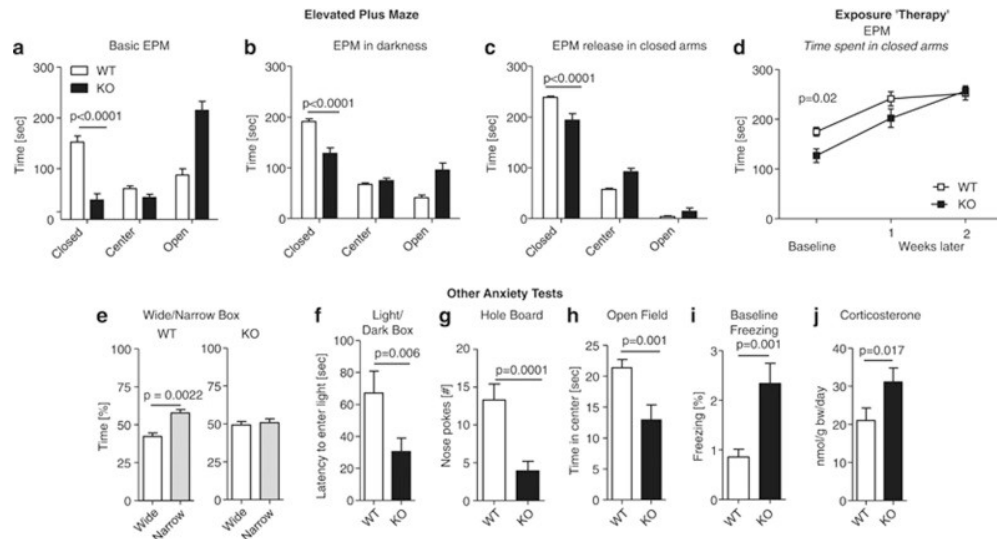 Elevated Plus Maze
Exposure 'Therapy'
a
Basic EPM
WT
KO
p<0.0001
Time [sec]
300
200
100
0
Closed
Center
Open
b
EPM in darkness
p<0.0001
Time [sec]
300
200
100
0
Closed
Center
Open
c
EPM release in closed arms
p<0.0001
Time [sec]
300
200
100
0
Closed
Center
Open
d
EPM
Time spent in closed arms
p=0.02
Time [sec]
300
200
100
0
WT
KO
Baseline
1
2
Weeks later
Other Anxiety Tests
e
Wide/Narrow Box
WT
KO
p = 0.0022
Time [%]
100
75
50
25
0
Wide
Narrow
100
75
50
25
0
Wide
Narrow
f
Light/
Dark Box
p=0.006
Latency to enter light [sec]
100
80
60
40
20
0
WT
KO
g
Hole Board
p=0.0001
Nose pokes [#]
20
15
10
5
0
WT
KO
h
Open Field
p=0.001
Time in center [sec]
25
20
15
10
5
0
WT
KO
i
Baseline
Freezing
p=0.001
Freezing [%]
3
2
1
0
WT
KO
j
Corticosterone
p=0.017
nmol/g bw/day
50
40
30
20
10
0
WT
KO